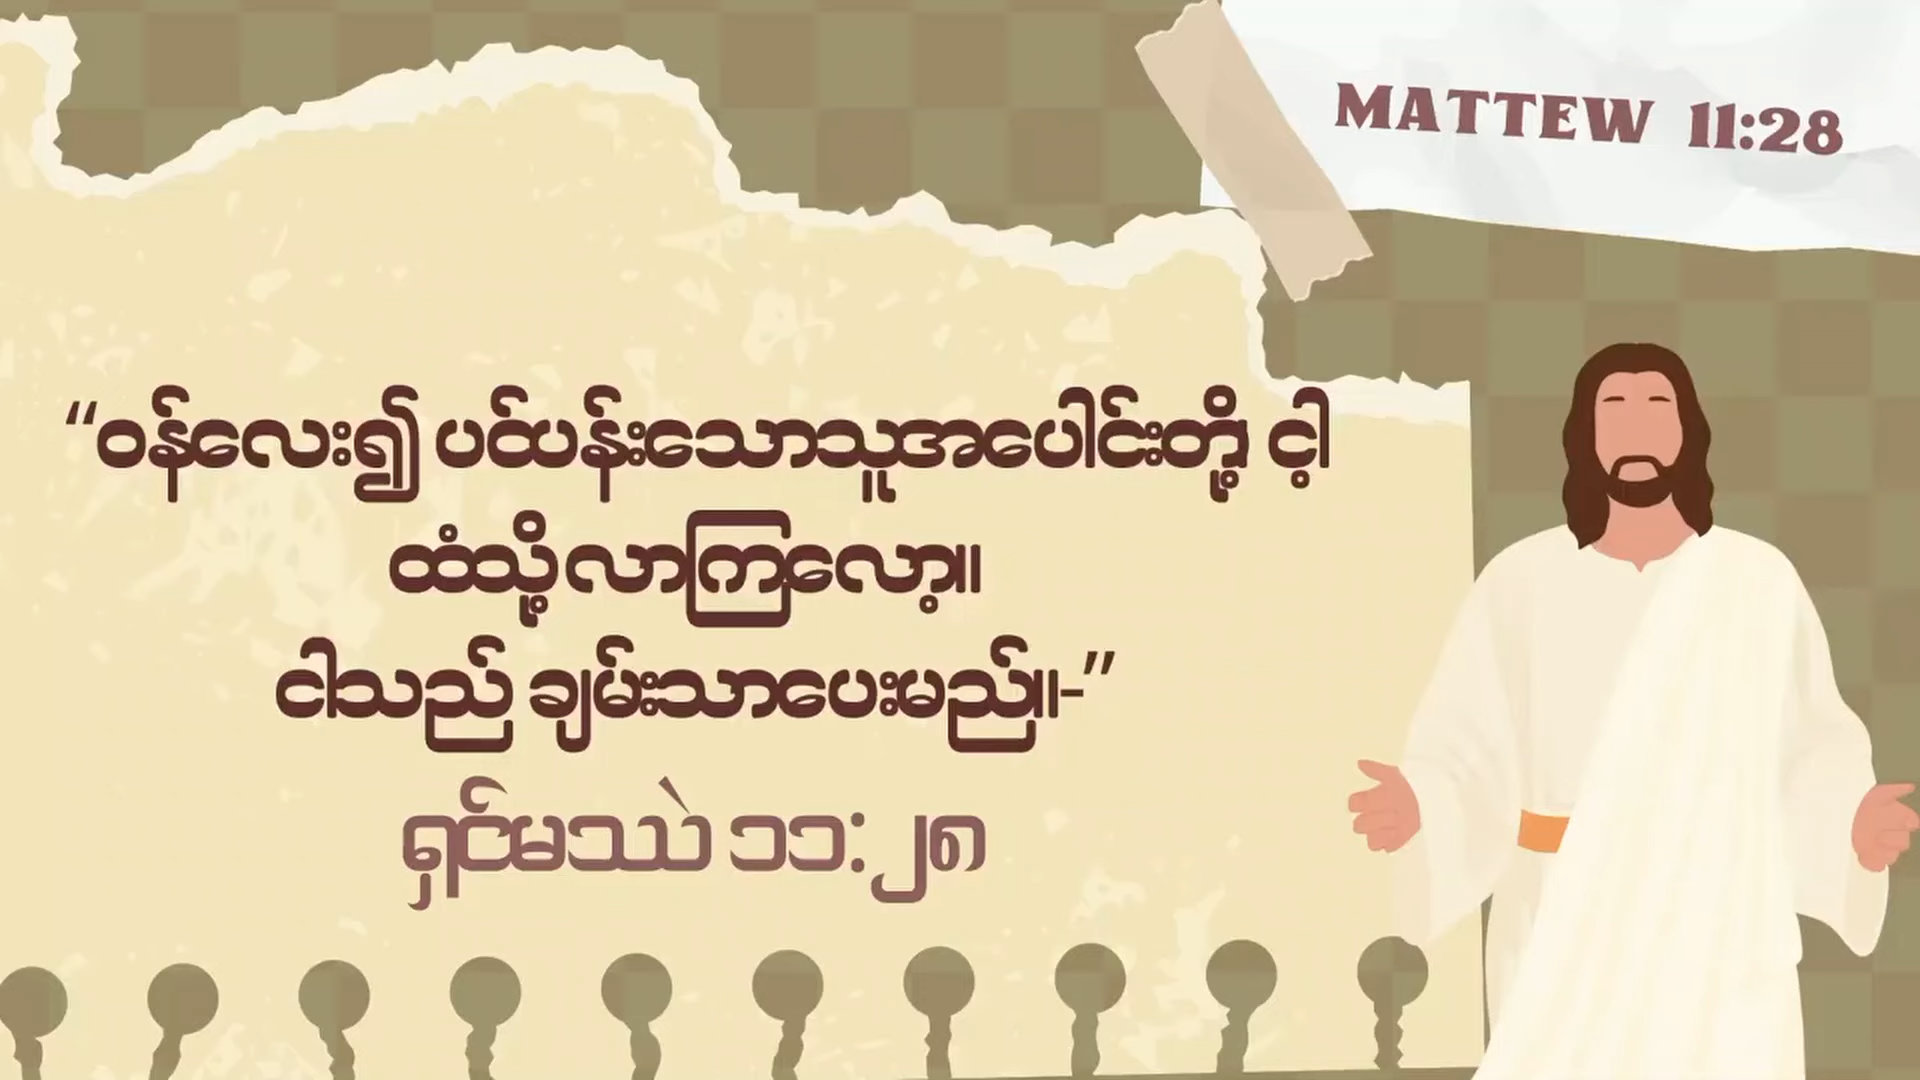 MATTEW 11:28
“ဝန်လေး၍ ပင်ပန်းသောသူအပေါင်းတို့၊ ငါ့
ထံသို့လာကြလော့။
ငါသည် ချမ်းသာပေးမည်။-”
ရှင်မဿဲ ၁၁:၂၈